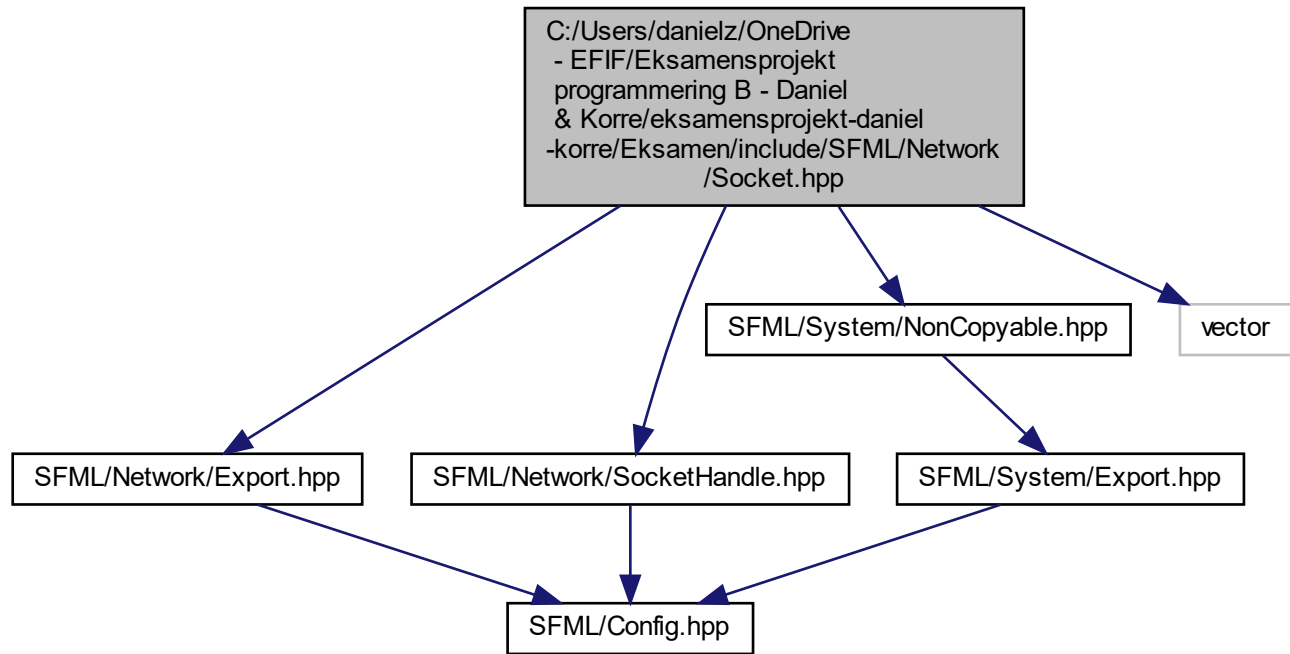 C:/Users/danielz/OneDrive
- EFIF/Eksamensprojekt
programmering B - Daniel
& Korre/eksamensprojekt-daniel
-korre/Eksamen/include/SFML/Network
/Socket.hpp
SFML/System/NonCopyable.hpp
vector
SFML/Network/Export.hpp
SFML/Network/SocketHandle.hpp
SFML/System/Export.hpp
SFML/Config.hpp